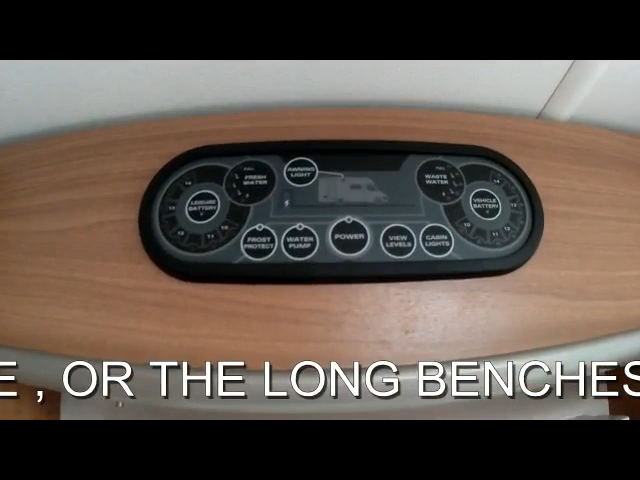 FRESH
WATER
AWNING
LIGHT
WASTE
WATER
LEISURE
BATTERY
V
VEHICLE
BATTERY
V
FROST
PROTECT
WATER
PUMP
POWER
VIEW
LEVELS
CABIN
LIGHTS
E , OR THE LONG BENCHES